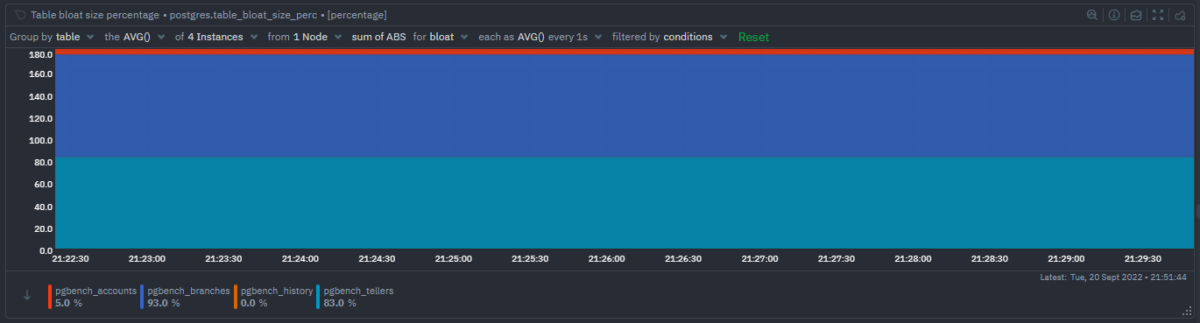 Table bloat size percentage • postgres.table_bloat_size_perc • [percentage]
Group by table the AVG() of 4 Instances from 1 Node sum of ABS for bloat each as AVG() every 1s filtered by conditions Reset
180.0
160.0
140.0
120.0
100.0
80.0
60.0
40.0
20.0
0.0
21:22:30 21:23:00 21:23:30 21:24:00 21:24:30 21:25:00 21:25:30 21:26:00 21:26:30 21:27:00 21:27:30 21:28:00 21:28:30 21:29:00 21:29:30
Latest: Tue, 20 Sept 2022 • 21:51:44
pgbench_accounts pgbench_branches pgbench_history pgbench_tellers
5.0 % 93.0 % 0.0 % 83.0 %